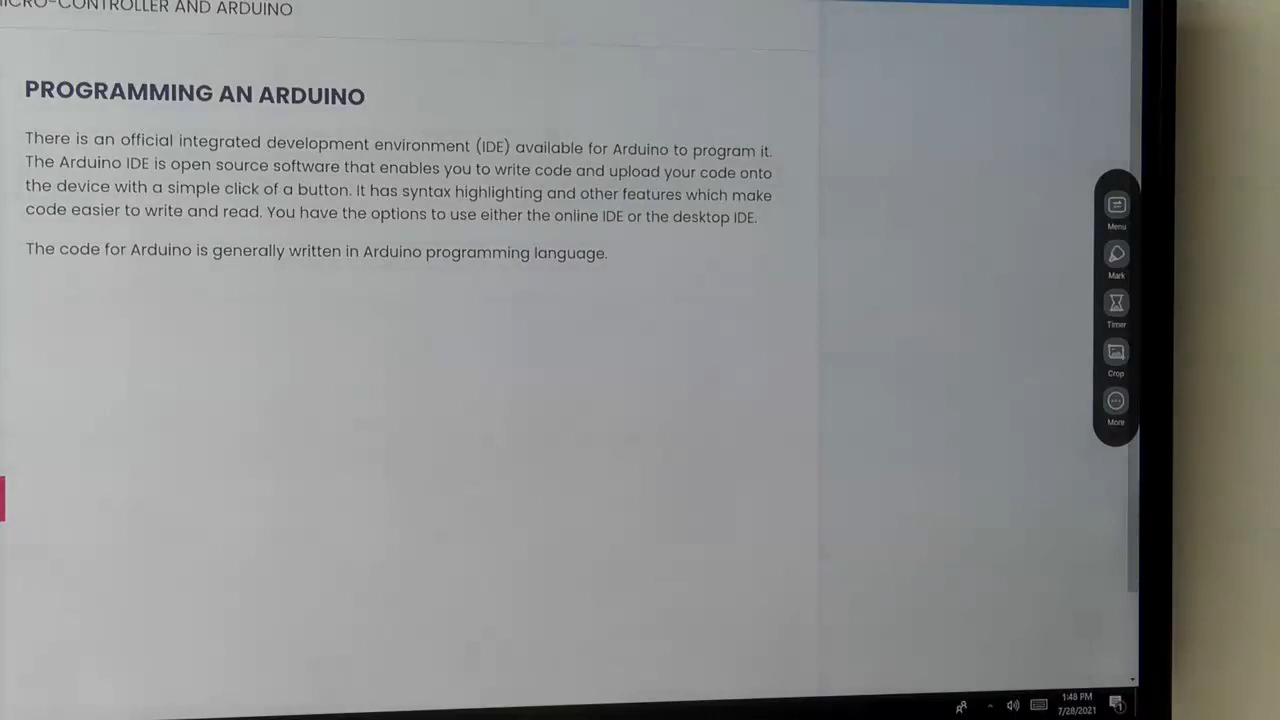 MICRO-CONTROLLER AND ARDUINO
PROGRAMMING AN ARDUINO
There is an official integrated development environment (IDE) available for Arduino to program it.
The Arduino IDE is open source software that enables you to write code and upload your code onto
the device with a simple click of a button. It has syntax highlighting and other features which make
code easier to write and read. You have the options to use either the online IDE or the desktop IDE.
The code for Arduino is generally written in Arduino programming language.
Menu
Mark
Timer
Crop
More
1:48 PM
7/28/2021
1